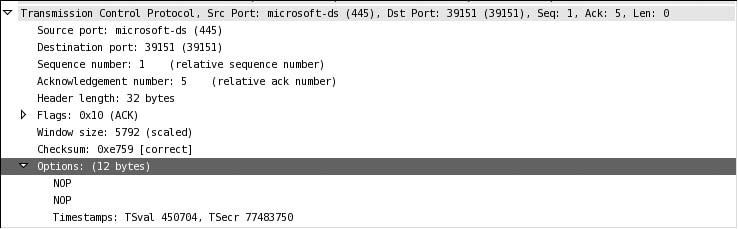 Transmission Control Protocol, Src Port: microsoft-ds (445), Dst Port: 39151 (39151), Seq: 1, Ack: 5, Len: 0
Source port: microsoft-ds (445)
Destination port: 39151 (39151)
Sequence number: 1    (relative sequence number)
Acknowledgement number: 5    (relative ack number)
Header length: 32 bytes
Flags: 0x10 (ACK)
Window size: 5792 (scaled)
Checksum: 0xe759 [correct]
Options: (12 bytes)
NOP
NOP
Timestamps: TSval 450704, TSecr 77483750